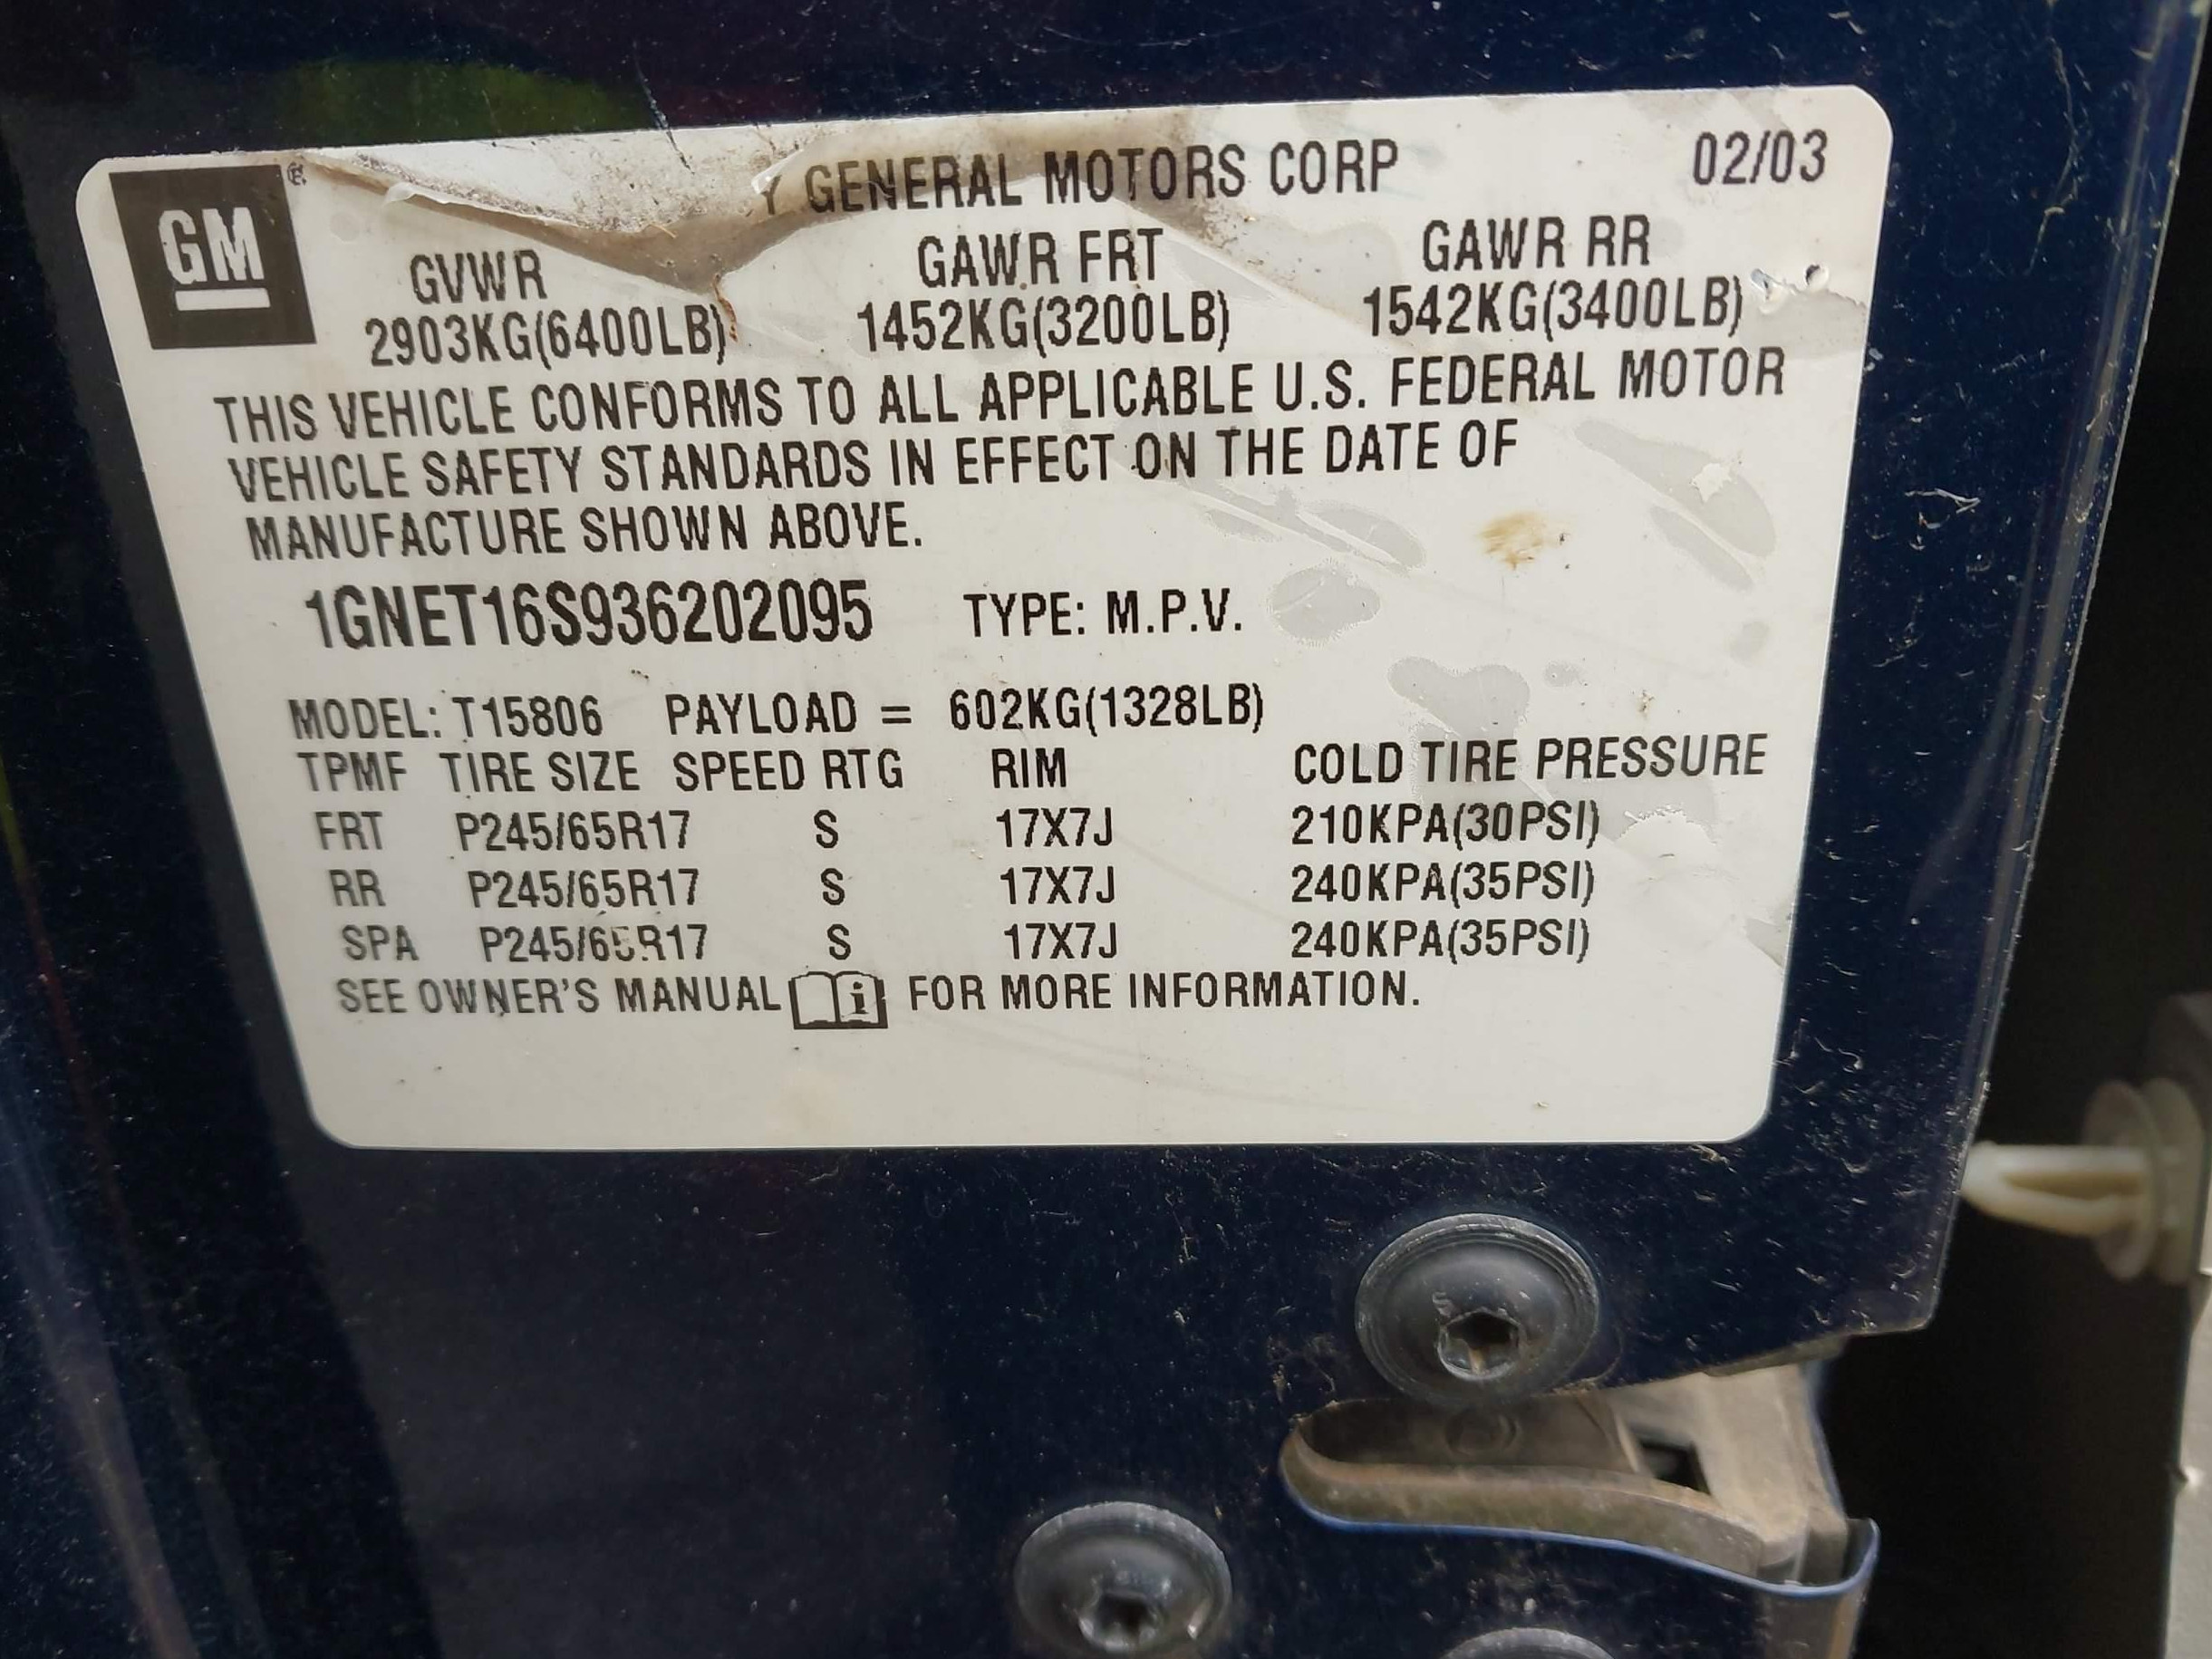 GM ® Y GENERAL MOTORS CORP 02/03
GVWR GAWR FRT GAWR RR
2903KG(6400LB) 1452KG(3200LB) 1542KG(3400LB)
THIS VEHICLE CONFORMS TO ALL APPLICABLE U.S. FEDERAL MOTOR
VEHICLE SAFETY STANDARDS IN EFFECT ON THE DATE OF
MANUFACTURE SHOWN ABOVE.
1GNET16S936202095 TYPE: M.P.V.
MODEL: T15806 PAYLOAD = 602KG(1328LB)
TPMF TIRE SIZE SPEED RTG RIM COLD TIRE PRESSURE
FRT P245/65R17 S 17X7J 210KPA(30PSI)
RR P245/65R17 S 17X7J 240KPA(35PSI)
SPA P245/65R17 S 17X7J 240KPA(35PSI)
SEE OWNER'S MANUAL i FOR MORE INFORMATION.